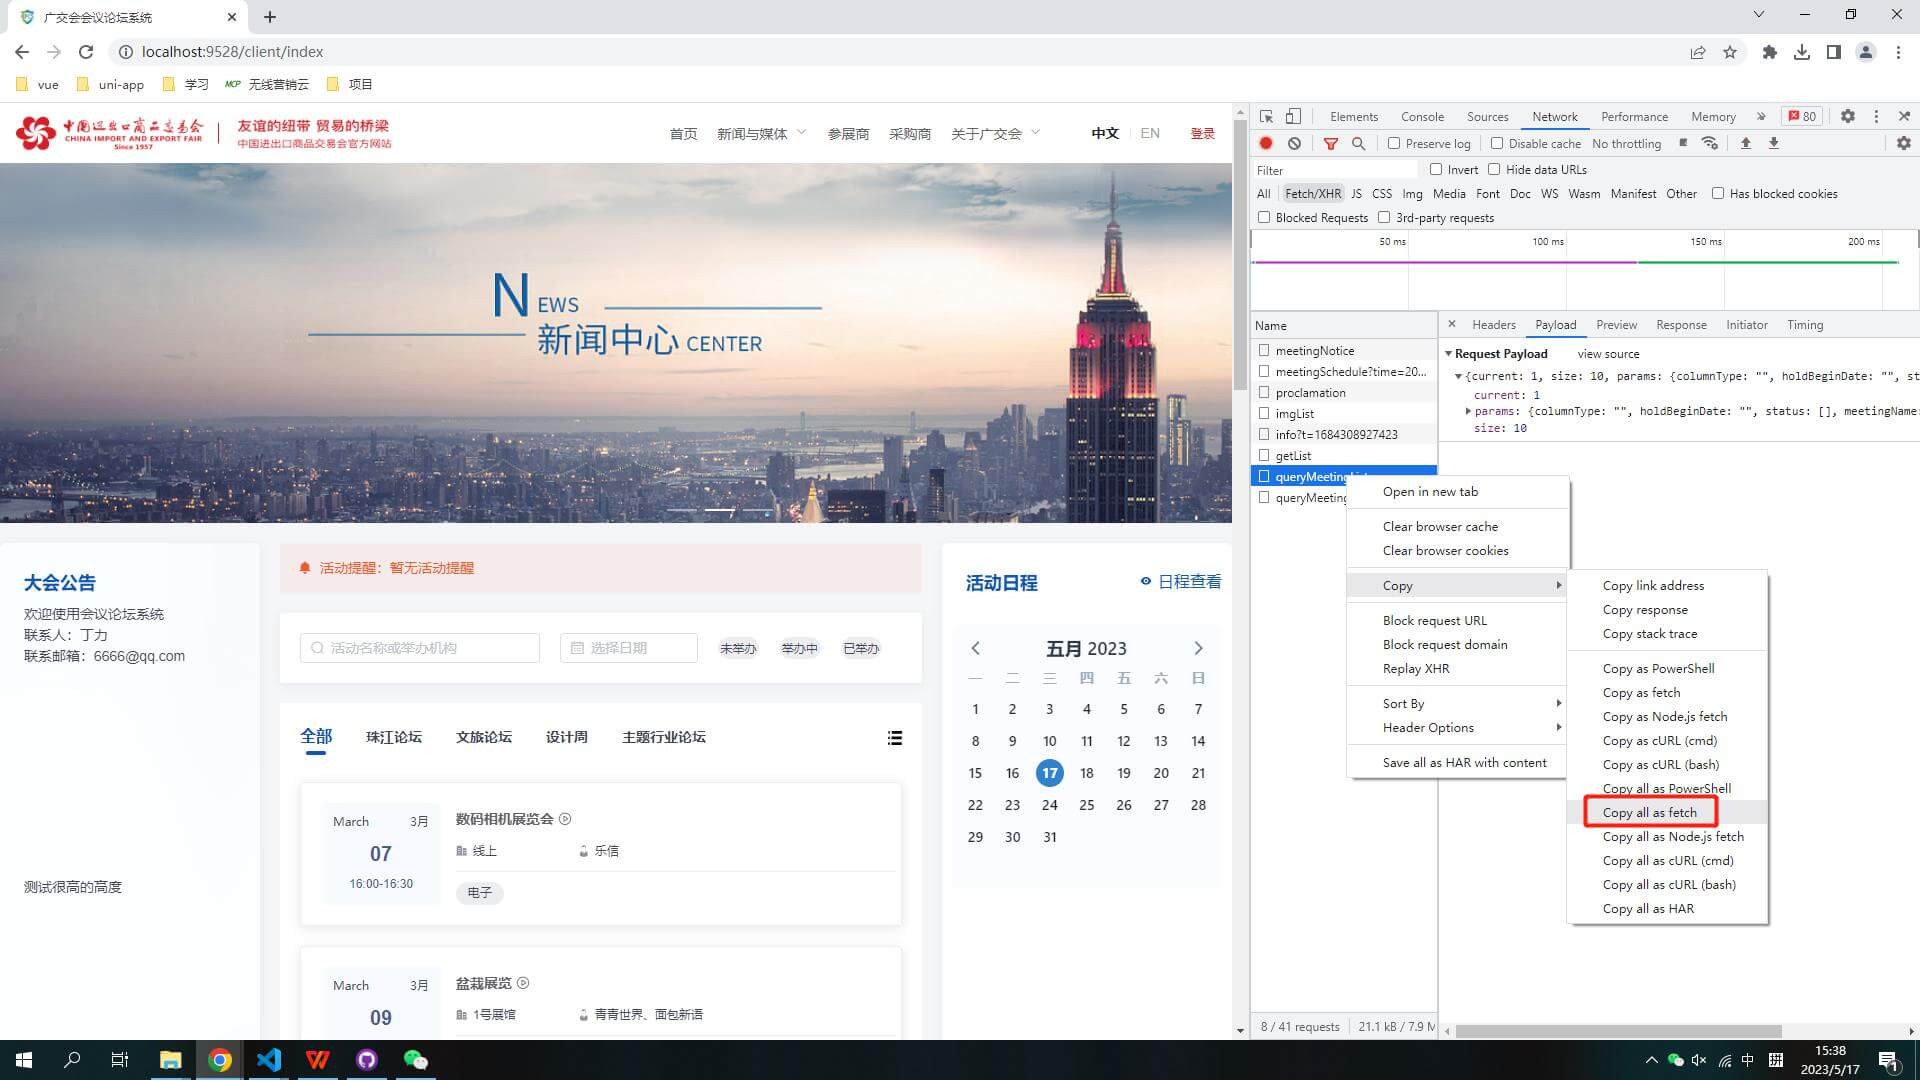 广交会会议论坛系统
localhost:9528/client/index
vue
uni-app
学习
MCP 无线营销云
项目
中国进出口商品交易会
CHINA IMPORT AND EXPORT FAIR
Since 1957
友谊的纽带 贸易的桥梁
中国进出口商品交易会官方网站
首页
新闻与媒体
参展商
采购商
关于广交会
中文
EN
登录
NEWS
新闻中心 CENTER
大会公告
欢迎使用会议论坛系统
联系人：丁力
联系邮箱：6666@qq.com
测试很高的高度
活动提醒：暂无活动提醒
活动名称或举办机构
选择日期
未举办
举办中
已举办
全部
珠江论坛
文旅论坛
设计周
主题行业论坛
March 3月
07
16:00-16:30
数码相机展览会
线上
乐信
电子
March 3月
09
盆栽展览
1号展馆
青青世界、面包新语
活动日程
日程查看
五月 2023
一 二 三 四 五 六 日
1 2 3 4 5 6 7
8 9 10 11 12 13 14
15 16 17 18 19 20 21
22 23 24 25 26 27 28
29 30 31
Elements
Console
Sources
Network
Performance
Memory
80
Preserve log
Disable cache
No throttling
Filter
Invert
Hide data URLs
All
Fetch/XHR
JS
CSS
Img
Media
Font
Doc
WS
Wasm
Manifest
Other
Has blocked cookies
Blocked Requests
3rd-party requests
50 ms
100 ms
150 ms
200 ms
Name
meetingNotice
meetingSchedule?time=20...
proclamation
imgList
info?t=1684308927423
getList
queryMeeting
queryMeeting
8 / 41 requests
21.1 kB / 7.9 M
Headers
Payload
Preview
Response
Initiator
Timing
Request Payload
view source
{current: 1, size: 10, params: {columnType: "", holdBeginDate: "", st
current: 1
params: {columnType: "", holdBeginDate: "", status: [], meetingName:
size: 10
Open in new tab
Clear browser cache
Clear browser cookies
Copy
Block request URL
Block request domain
Replay XHR
Sort By
Header Options
Save all as HAR with content
Copy link address
Copy response
Copy stack trace
Copy as PowerShell
Copy as fetch
Copy as Node.js fetch
Copy as cURL (cmd)
Copy as cURL (bash)
Copy all as PowerShell
Copy all as fetch
Copy all as Node.js fetch
Copy all as cURL (cmd)
Copy all as cURL (bash)
Copy all as HAR
中
15:38
2023/5/17
1